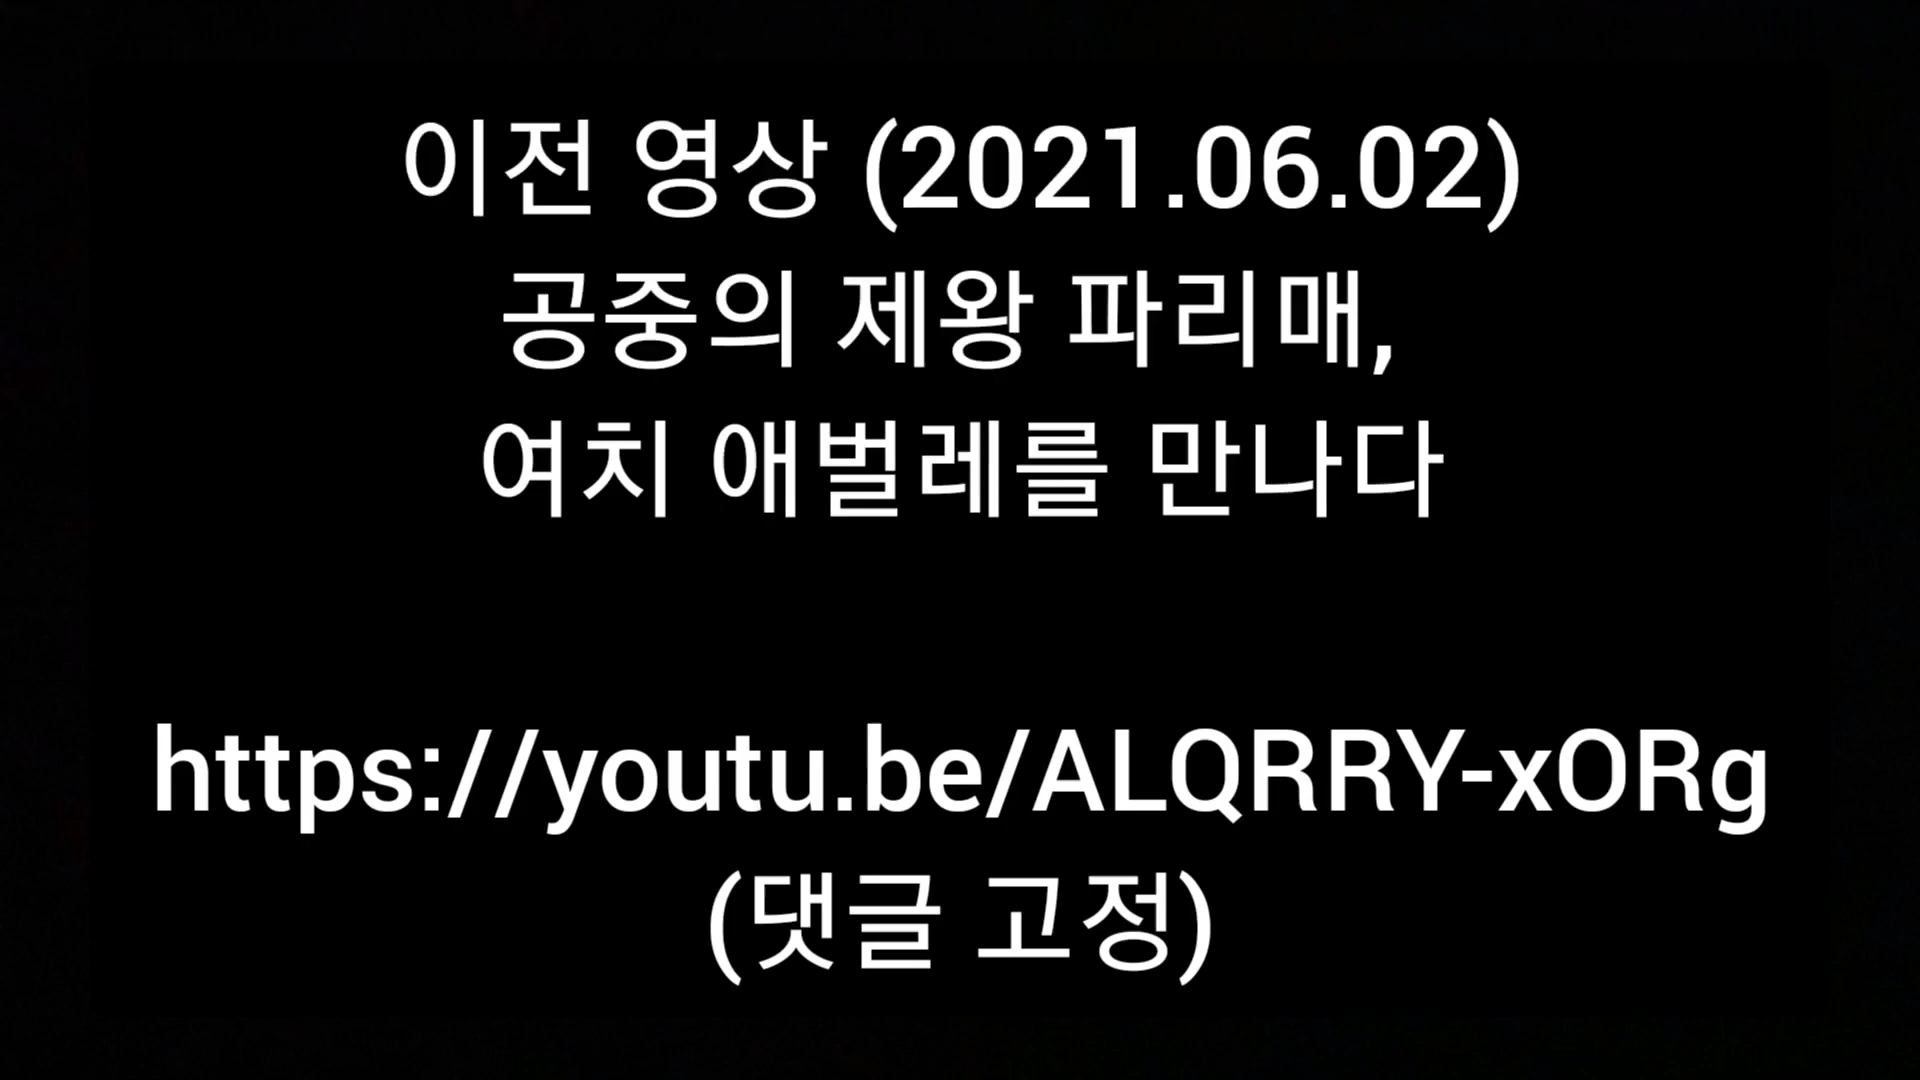 이전 영상 (2021.06.02)
공중의 제왕 파리매,
여치 애벌레를 만나다
https://youtu.be/ALQRRY-xORg
(댓글 고정)